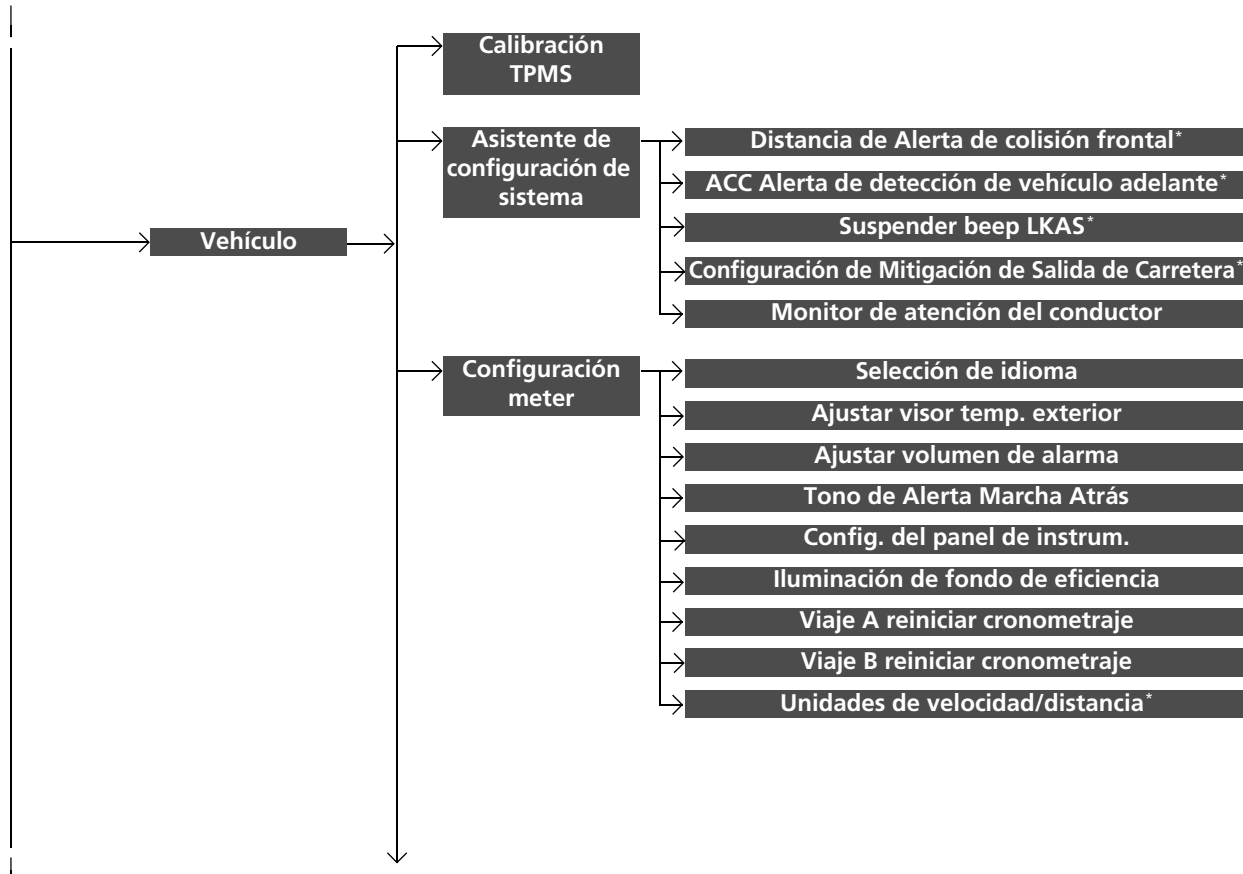 Calibración
TPMS
Asistente de
configuración de
sistema
Distancia de Alerta de colisión frontal*
ACC Alerta de detección de vehículo adelante*
Suspender beep LKAS*
Configuración de Mitigación de Salida de Carretera*
Monitor de atención del conductor
Vehículo
Configuración
meter
Selección de idioma
Ajustar visor temp. exterior
Ajustar volumen de alarma
Tono de Alerta Marcha Atrás
Config. del panel de instrum.
Iluminación de fondo de eficiencia
Viaje A reiniciar cronometraje
Viaje B reiniciar cronometraje
Unidades de velocidad/distancia*